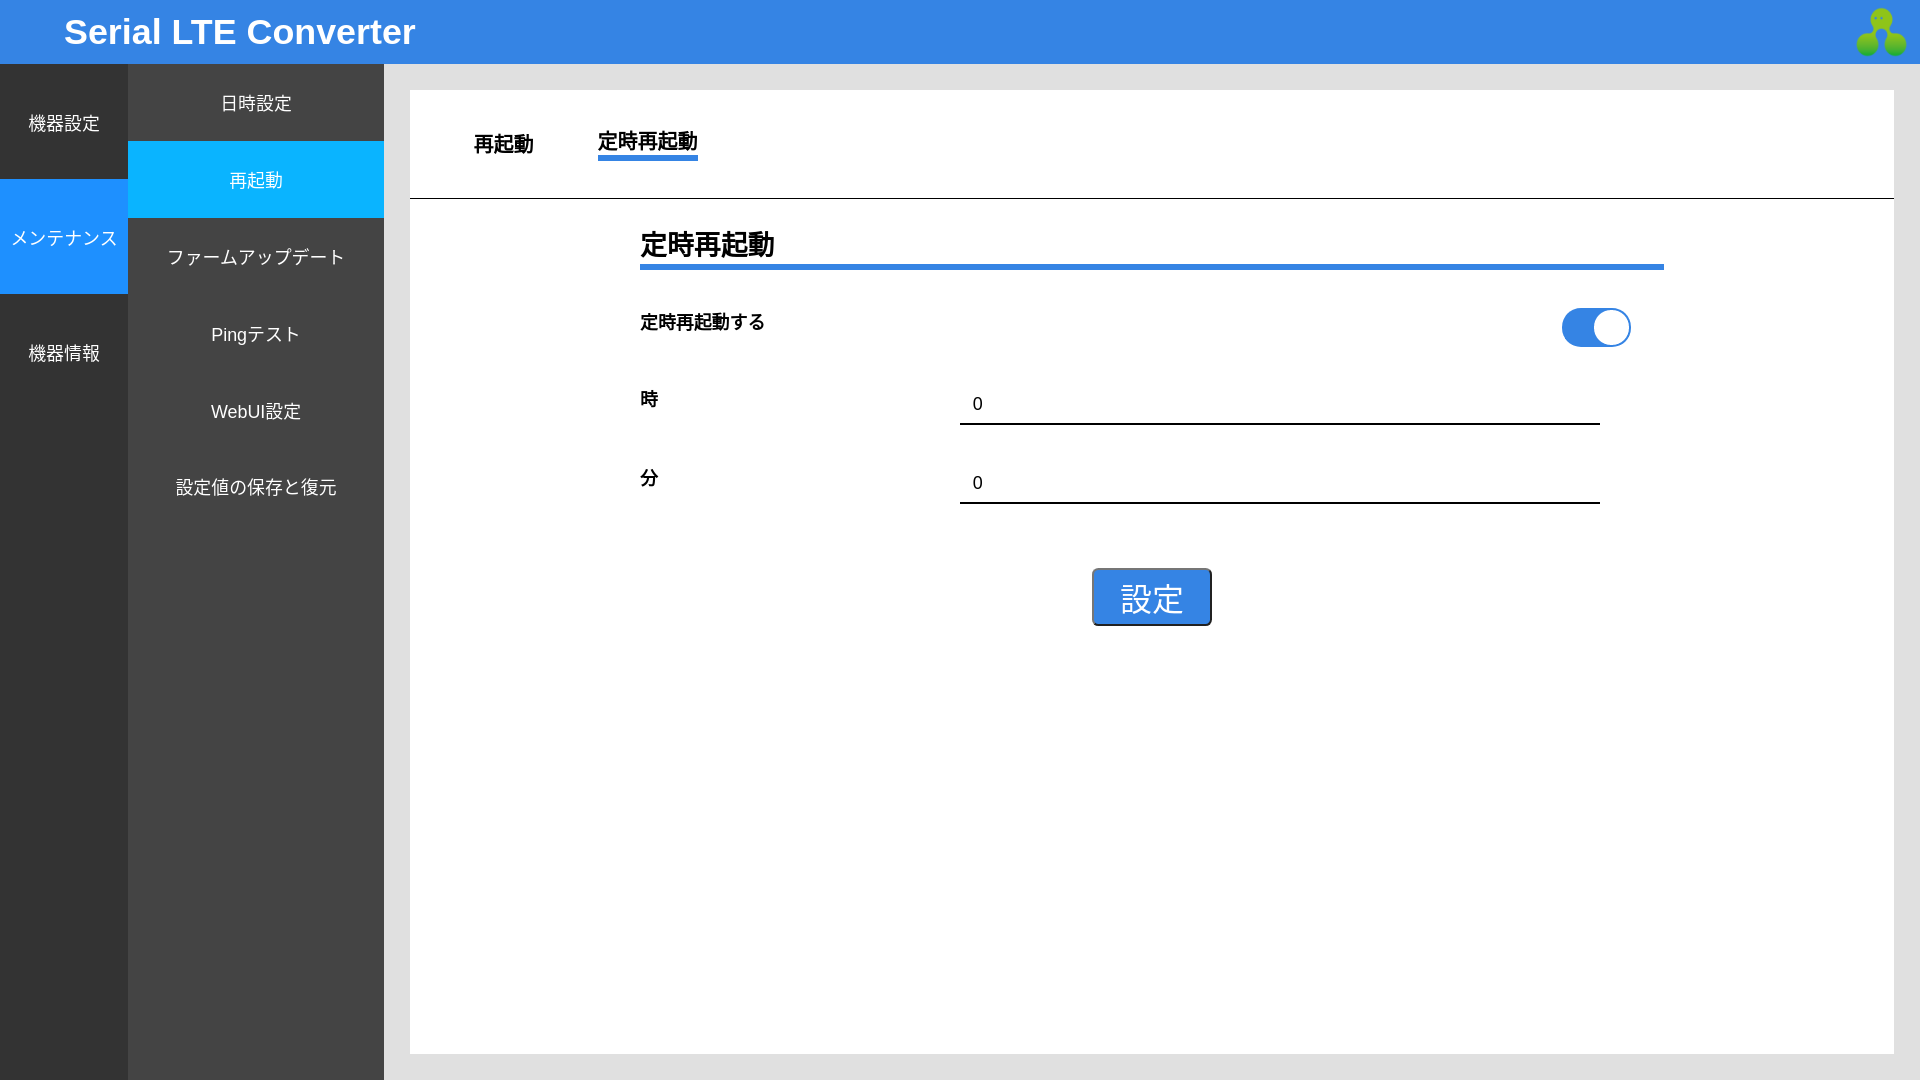 Serial LTE Converter
機器設定
メンテナンス
機器情報
日時設定
再起動
ファームアップデート
Pingテスト
WebUI設定
設定値の保存と復元
再起動
定時再起動
定時再起動
定時再起動する
時
0
分
0
設定